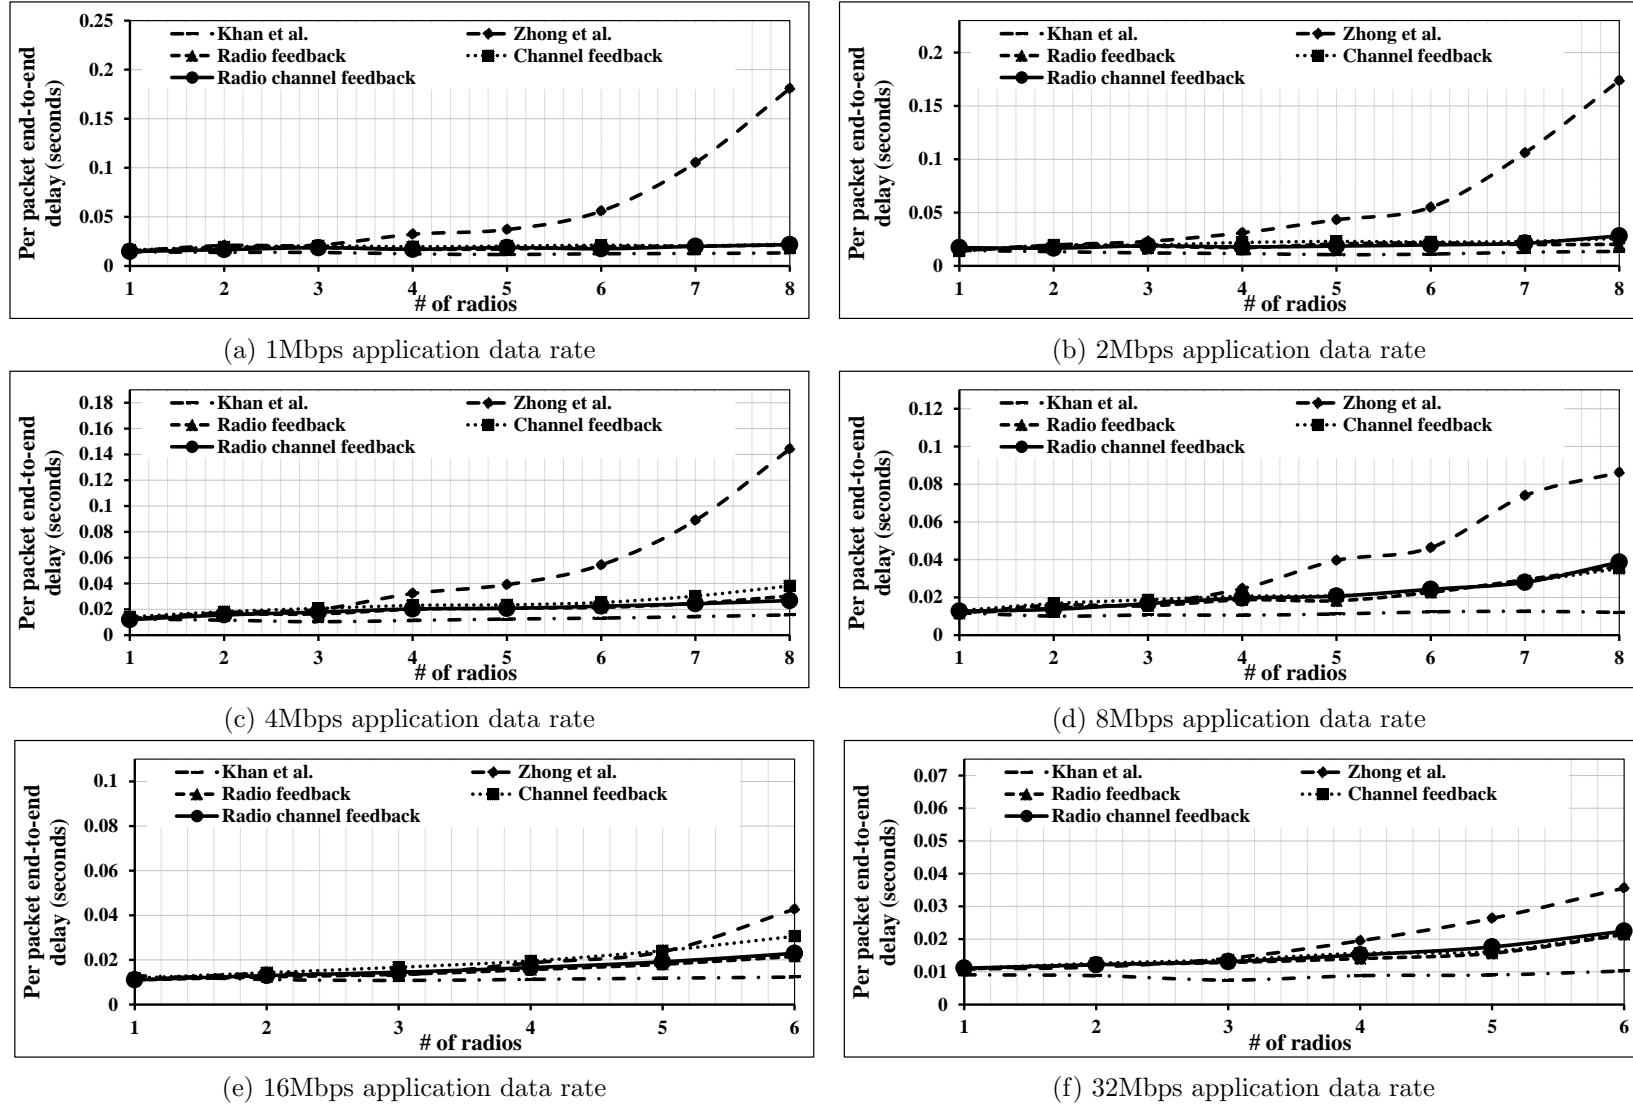 Per packet end-to-end
delay (seconds)
0.25
0.2
0.15
0.1
0.05
0
Khan et al.
Zhong et al.
Radio feedback
Channel feedback
Radio channel feedback
1 2 3 4 5 6 7 8
# of radios
(a) 1Mbps application data rate
Per packet end-to-end
delay (seconds)
0.2
0.15
0.1
0.05
0
Khan et al.
Zhong et al.
Radio feedback
Channel feedback
Radio channel feedback
1 2 3 4 5 6 7 8
# of radios
(b) 2Mbps application data rate
Per packet end-to-end
delay (seconds)
0.18
0.16
0.14
0.12
0.1
0.08
0.06
0.04
0.02
0
Khan et al.
Zhong et al.
Radio feedback
Channel feedback
Radio channel feedback
1 2 3 4 5 6 7 8
# of radios
(c) 4Mbps application data rate
Per packet end-to-end
delay (seconds)
0.12
0.1
0.08
0.06
0.04
0.02
0
Khan et al.
Zhong et al.
Radio feedback
Channel feedback
Radio channel feedback
1 2 3 4 5 6 7 8
# of radios
(d) 8Mbps application data rate
Per packet end-to-end
delay (seconds)
0.1
0.08
0.06
0.04
0.02
0
Khan et al.
Zhong et al.
Radio feedback
Channel feedback
Radio channel feedback
1 2 3 4 5 6
# of radios
(e) 16Mbps application data rate
Per packet end-to-end
delay (seconds)
0.07
0.06
0.05
0.04
0.03
0.02
0.01
0
Khan et al.
Zhong et al.
Radio feedback
Channel feedback
Radio channel feedback
1 2 3 4 5 6
# of radios
(f) 32Mbps application data rate